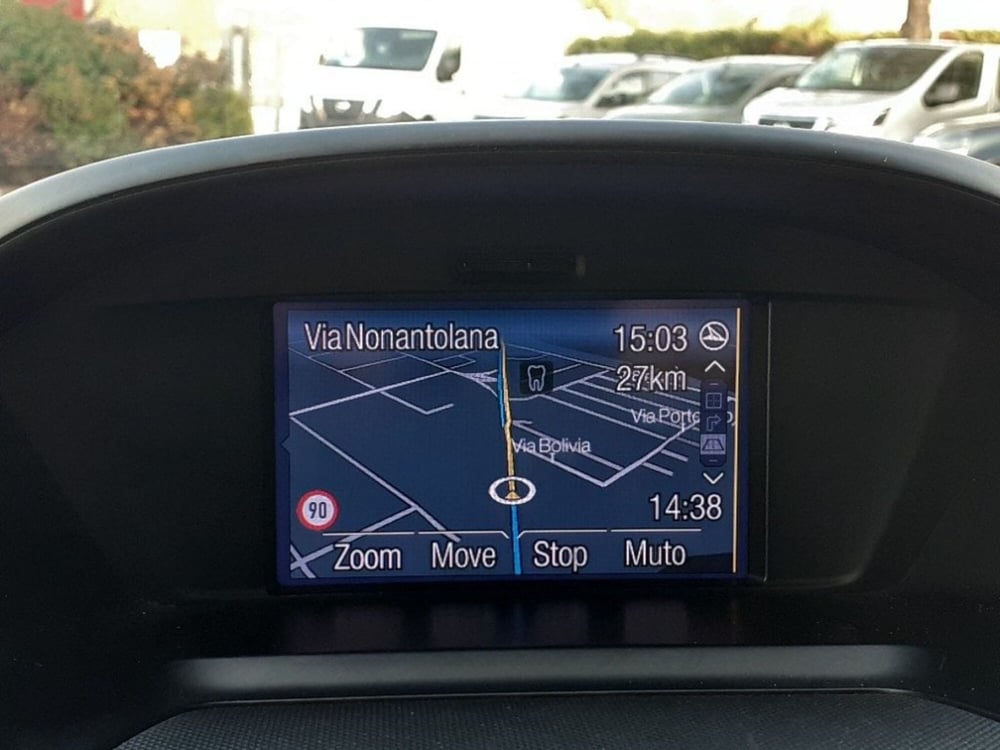 Via Nonantolana
15:03
27km
Via Porto
Via Bolivia
90
14:38
Zoom Move Stop Muto